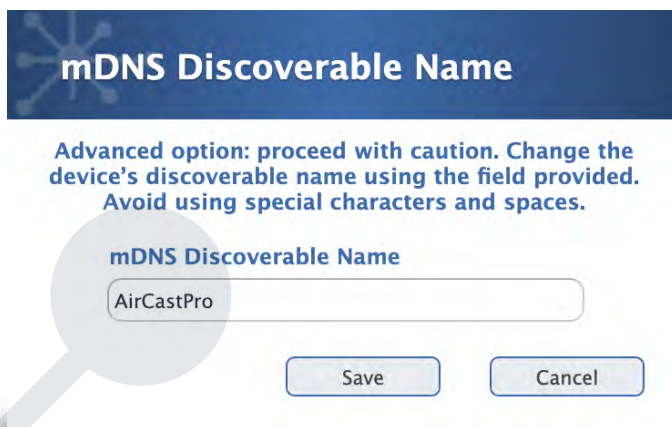 mDNS Discoverable Name
Advanced option: proceed with caution. Change the
device's discoverable name using the field provided.
Avoid using special characters and spaces.
mDNS Discoverable Name
AirCastPro
Save
Cancel